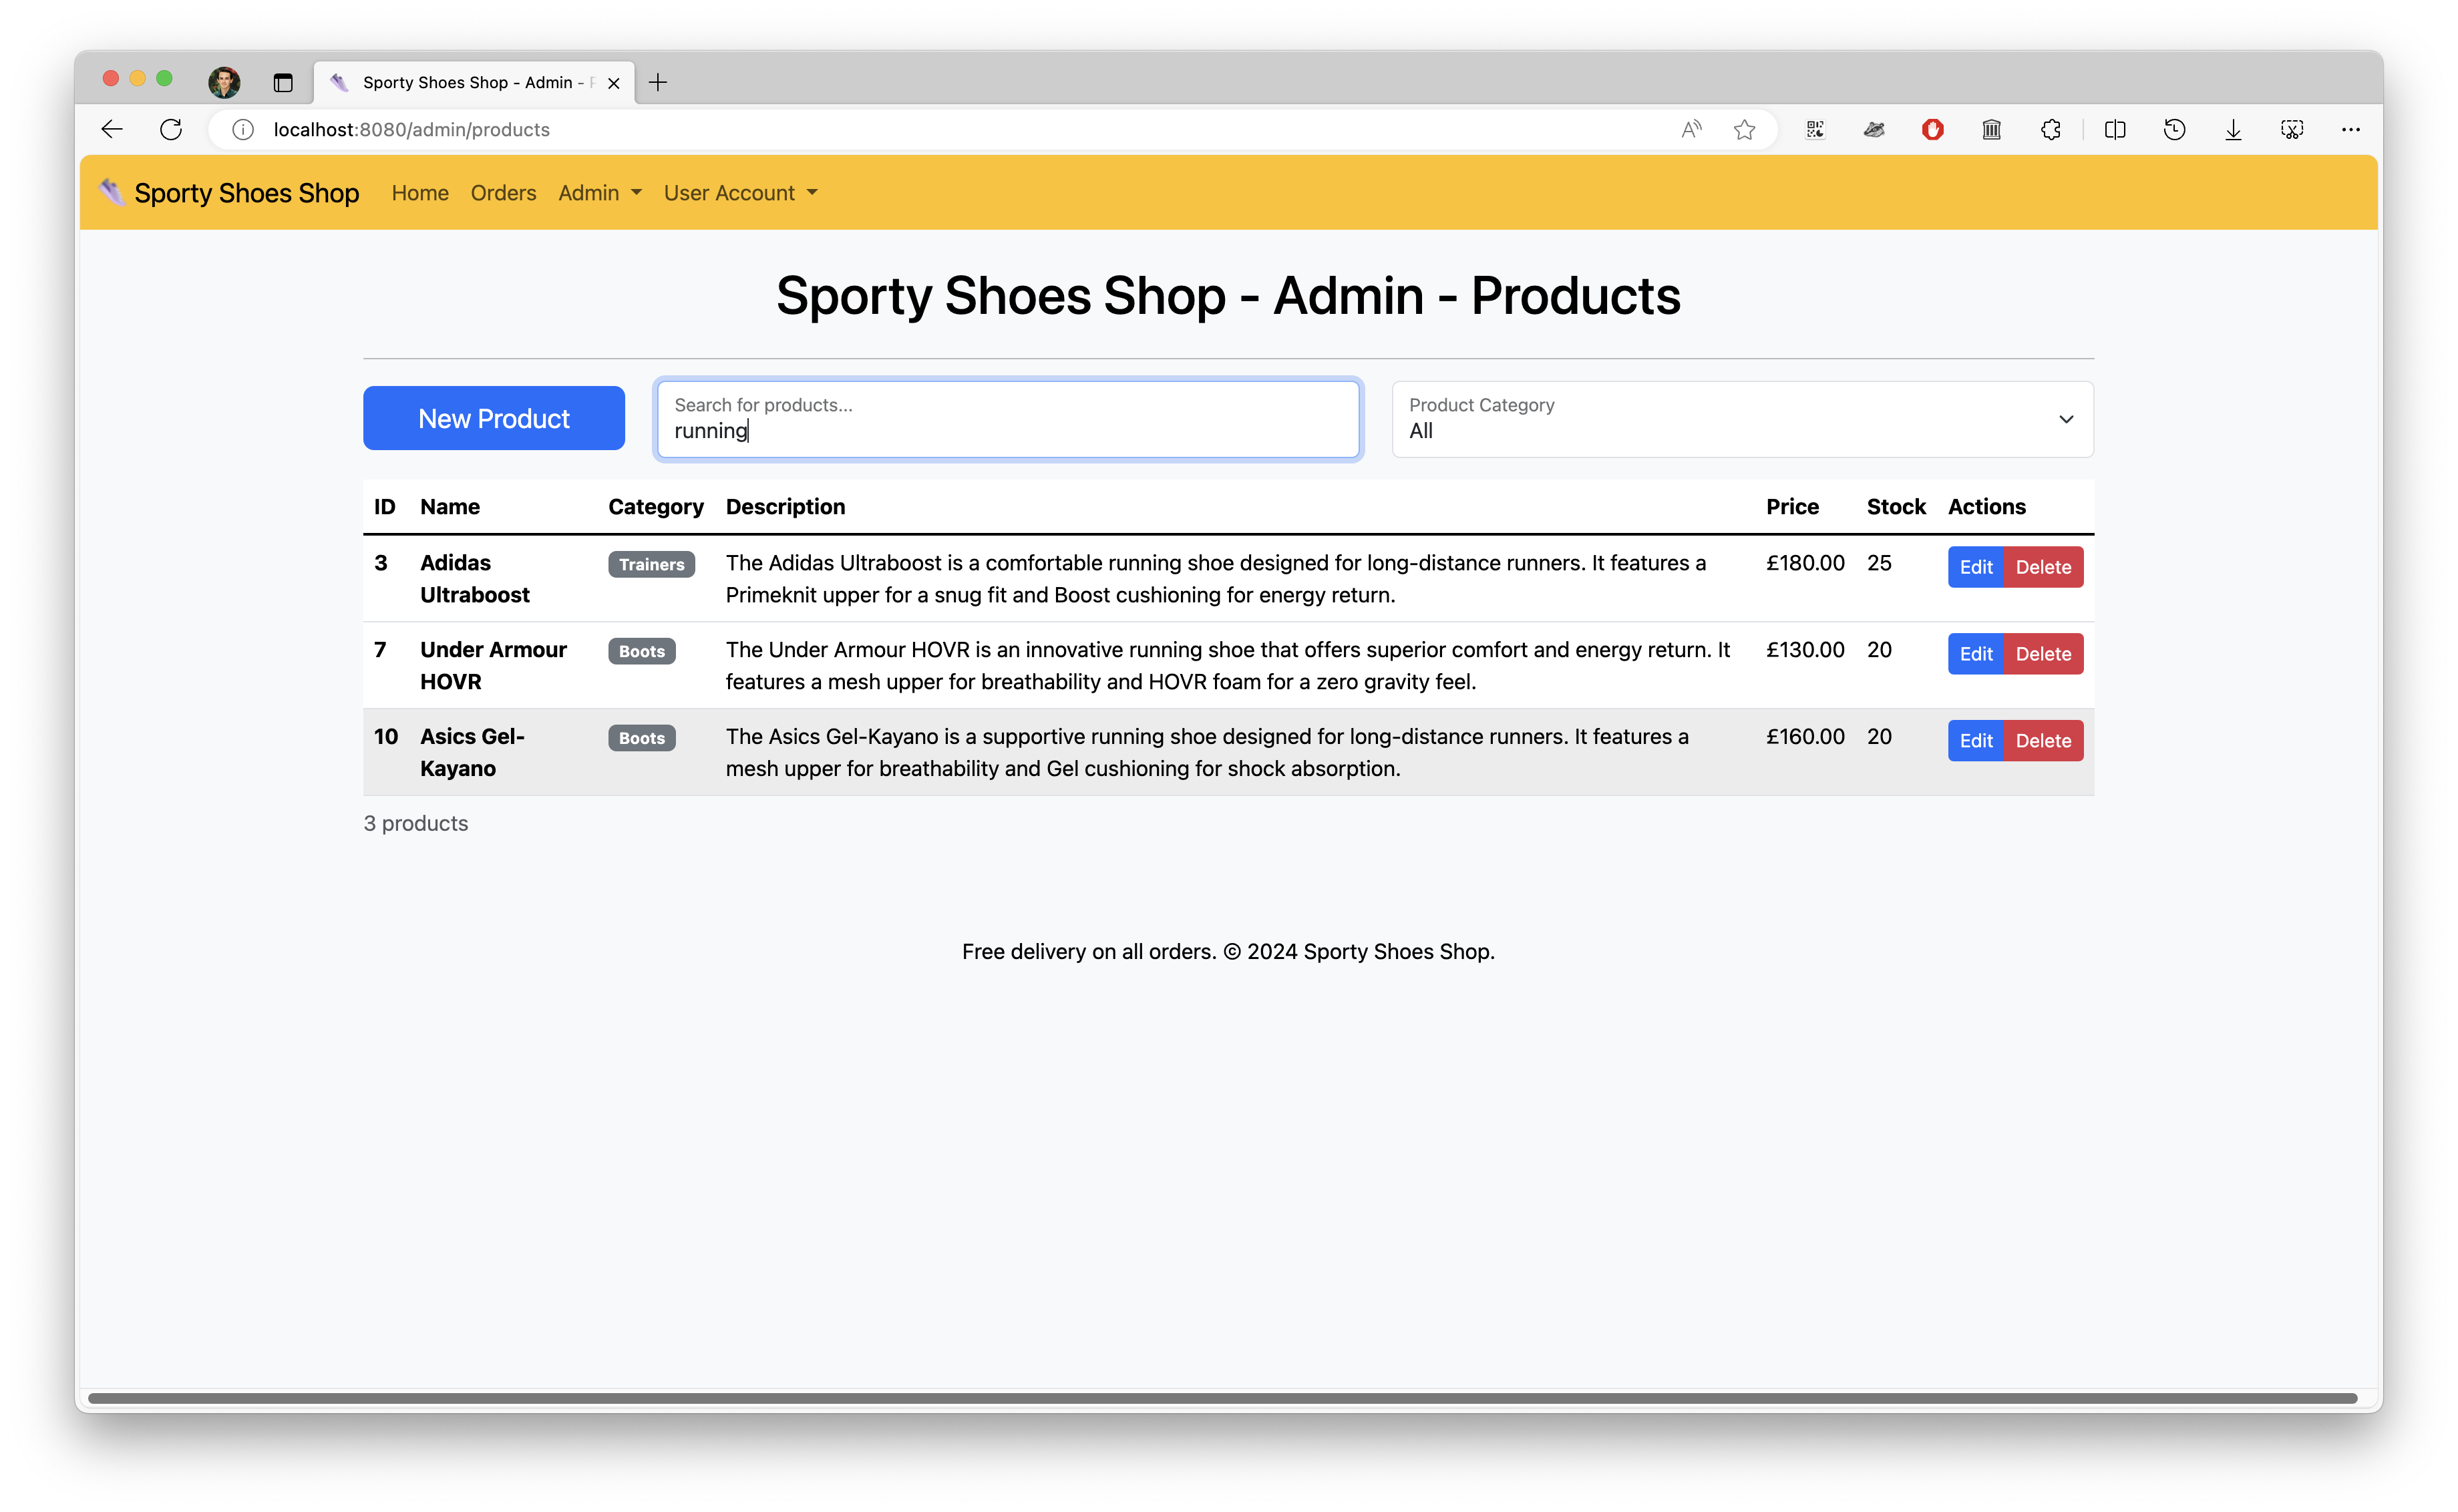 Sporty Shoes Shop - Admin -
localhost:8080/admin/products
Sporty Shoes Shop Home Orders Admin User Account
Sporty Shoes Shop - Admin - Products
New Product
Search for products...
running
Product Category
All
ID Name Category Description Price Stock Actions
3 Adidas Trainers The Adidas Ultraboost is a comfortable running shoe designed for long-distance runners. It features a £180.00 25 Edit Delete
Ultraboost Primeknit upper for a snug fit and Boost cushioning for energy return.
7 Under Armour Boots The Under Armour HOVR is an innovative running shoe that offers superior comfort and energy return. It £130.00 20 Edit Delete
HOVR features a mesh upper for breathability and HOVR foam for a zero gravity feel.
10 Asics Gel- Boots The Asics Gel-Kayano is a supportive running shoe designed for long-distance runners. It features a £160.00 20 Edit Delete
Kayano mesh upper for breathability and Gel cushioning for shock absorption.
3 products
Free delivery on all orders. © 2024 Sporty Shoes Shop.